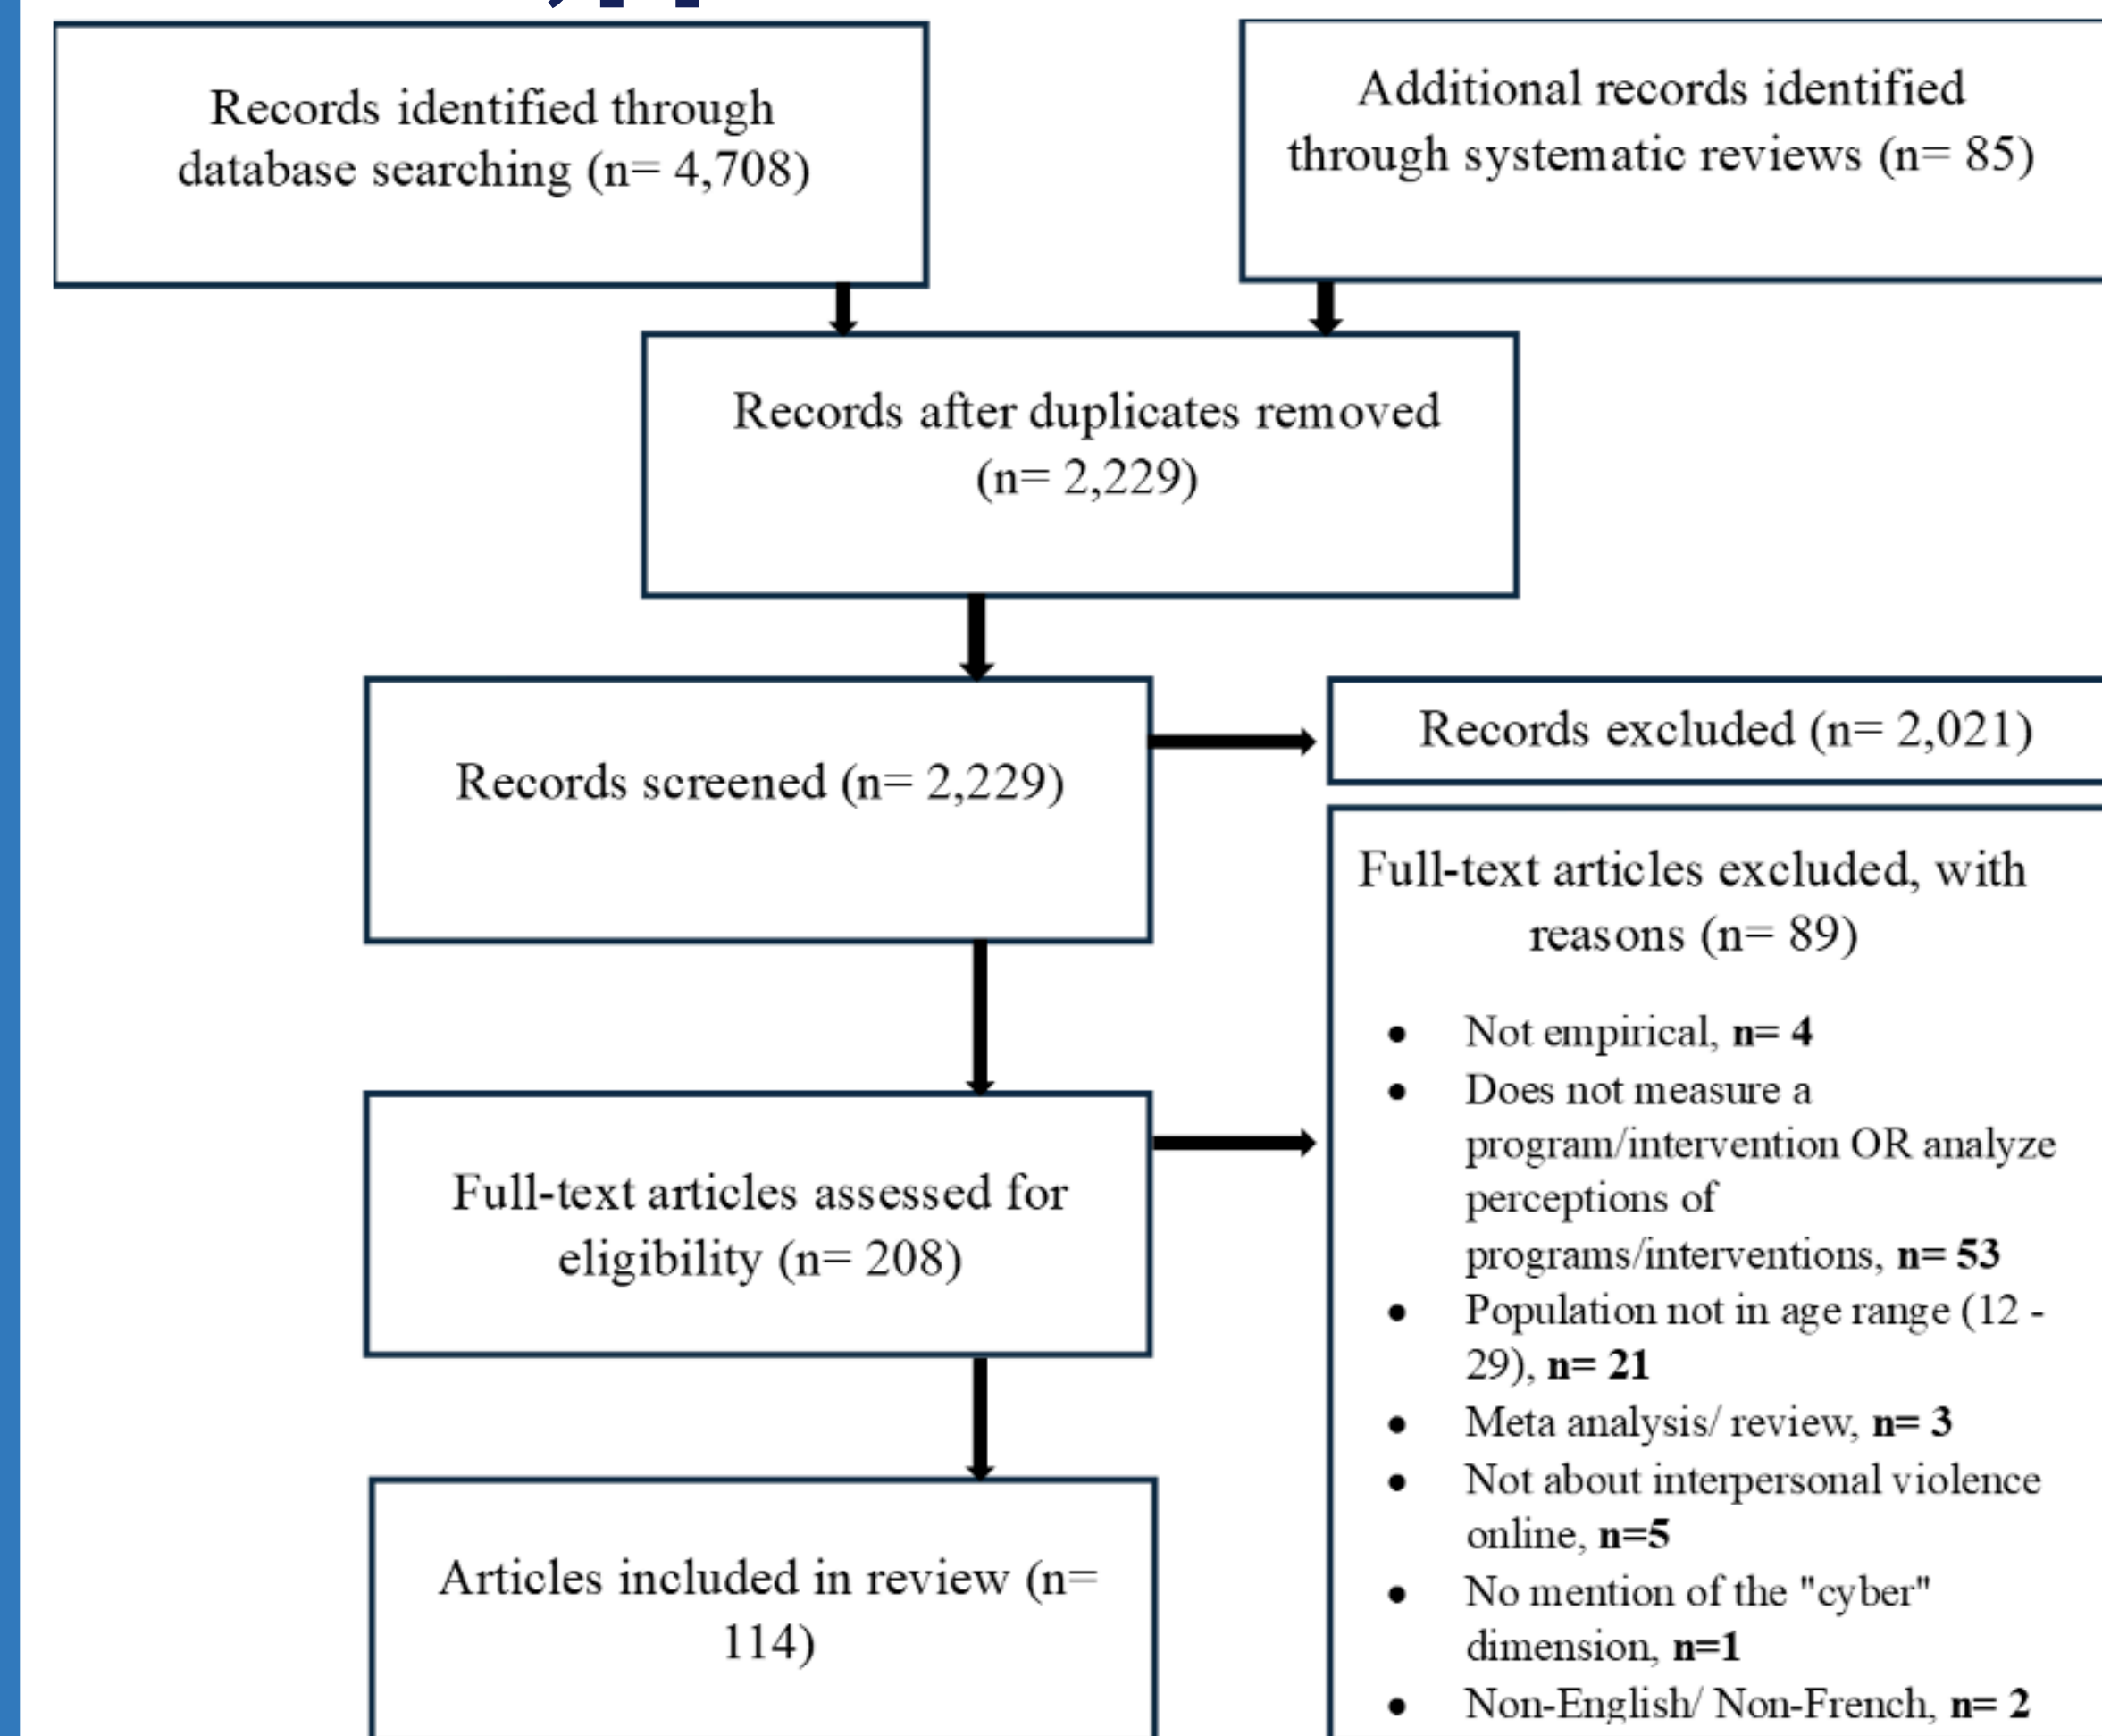 Records identified through
database searching (n= 4,708)
Additional records identified
through systematic reviews (n= 85)
Records after duplicates removed
(n= 2,229)
Records screened (n= 2,229)
Records excluded (n= 2,021)
Full-text articles excluded, with
reasons (n= 89)
• Not empirical, n= 4
• Does not measure a
program/intervention OR analyze
perceptions of
programs/interventions, n= 53
• Population not in age range (12 -
29), n= 21
• Meta analysis/ review, n= 3
• Not about interpersonal violence
online, n=5
• No mention of the "cyber"
dimension, n=1
• Non-English/ Non-French, n= 2
Full-text articles assessed for
eligibility (n= 208)
Articles included in review (n=
114)